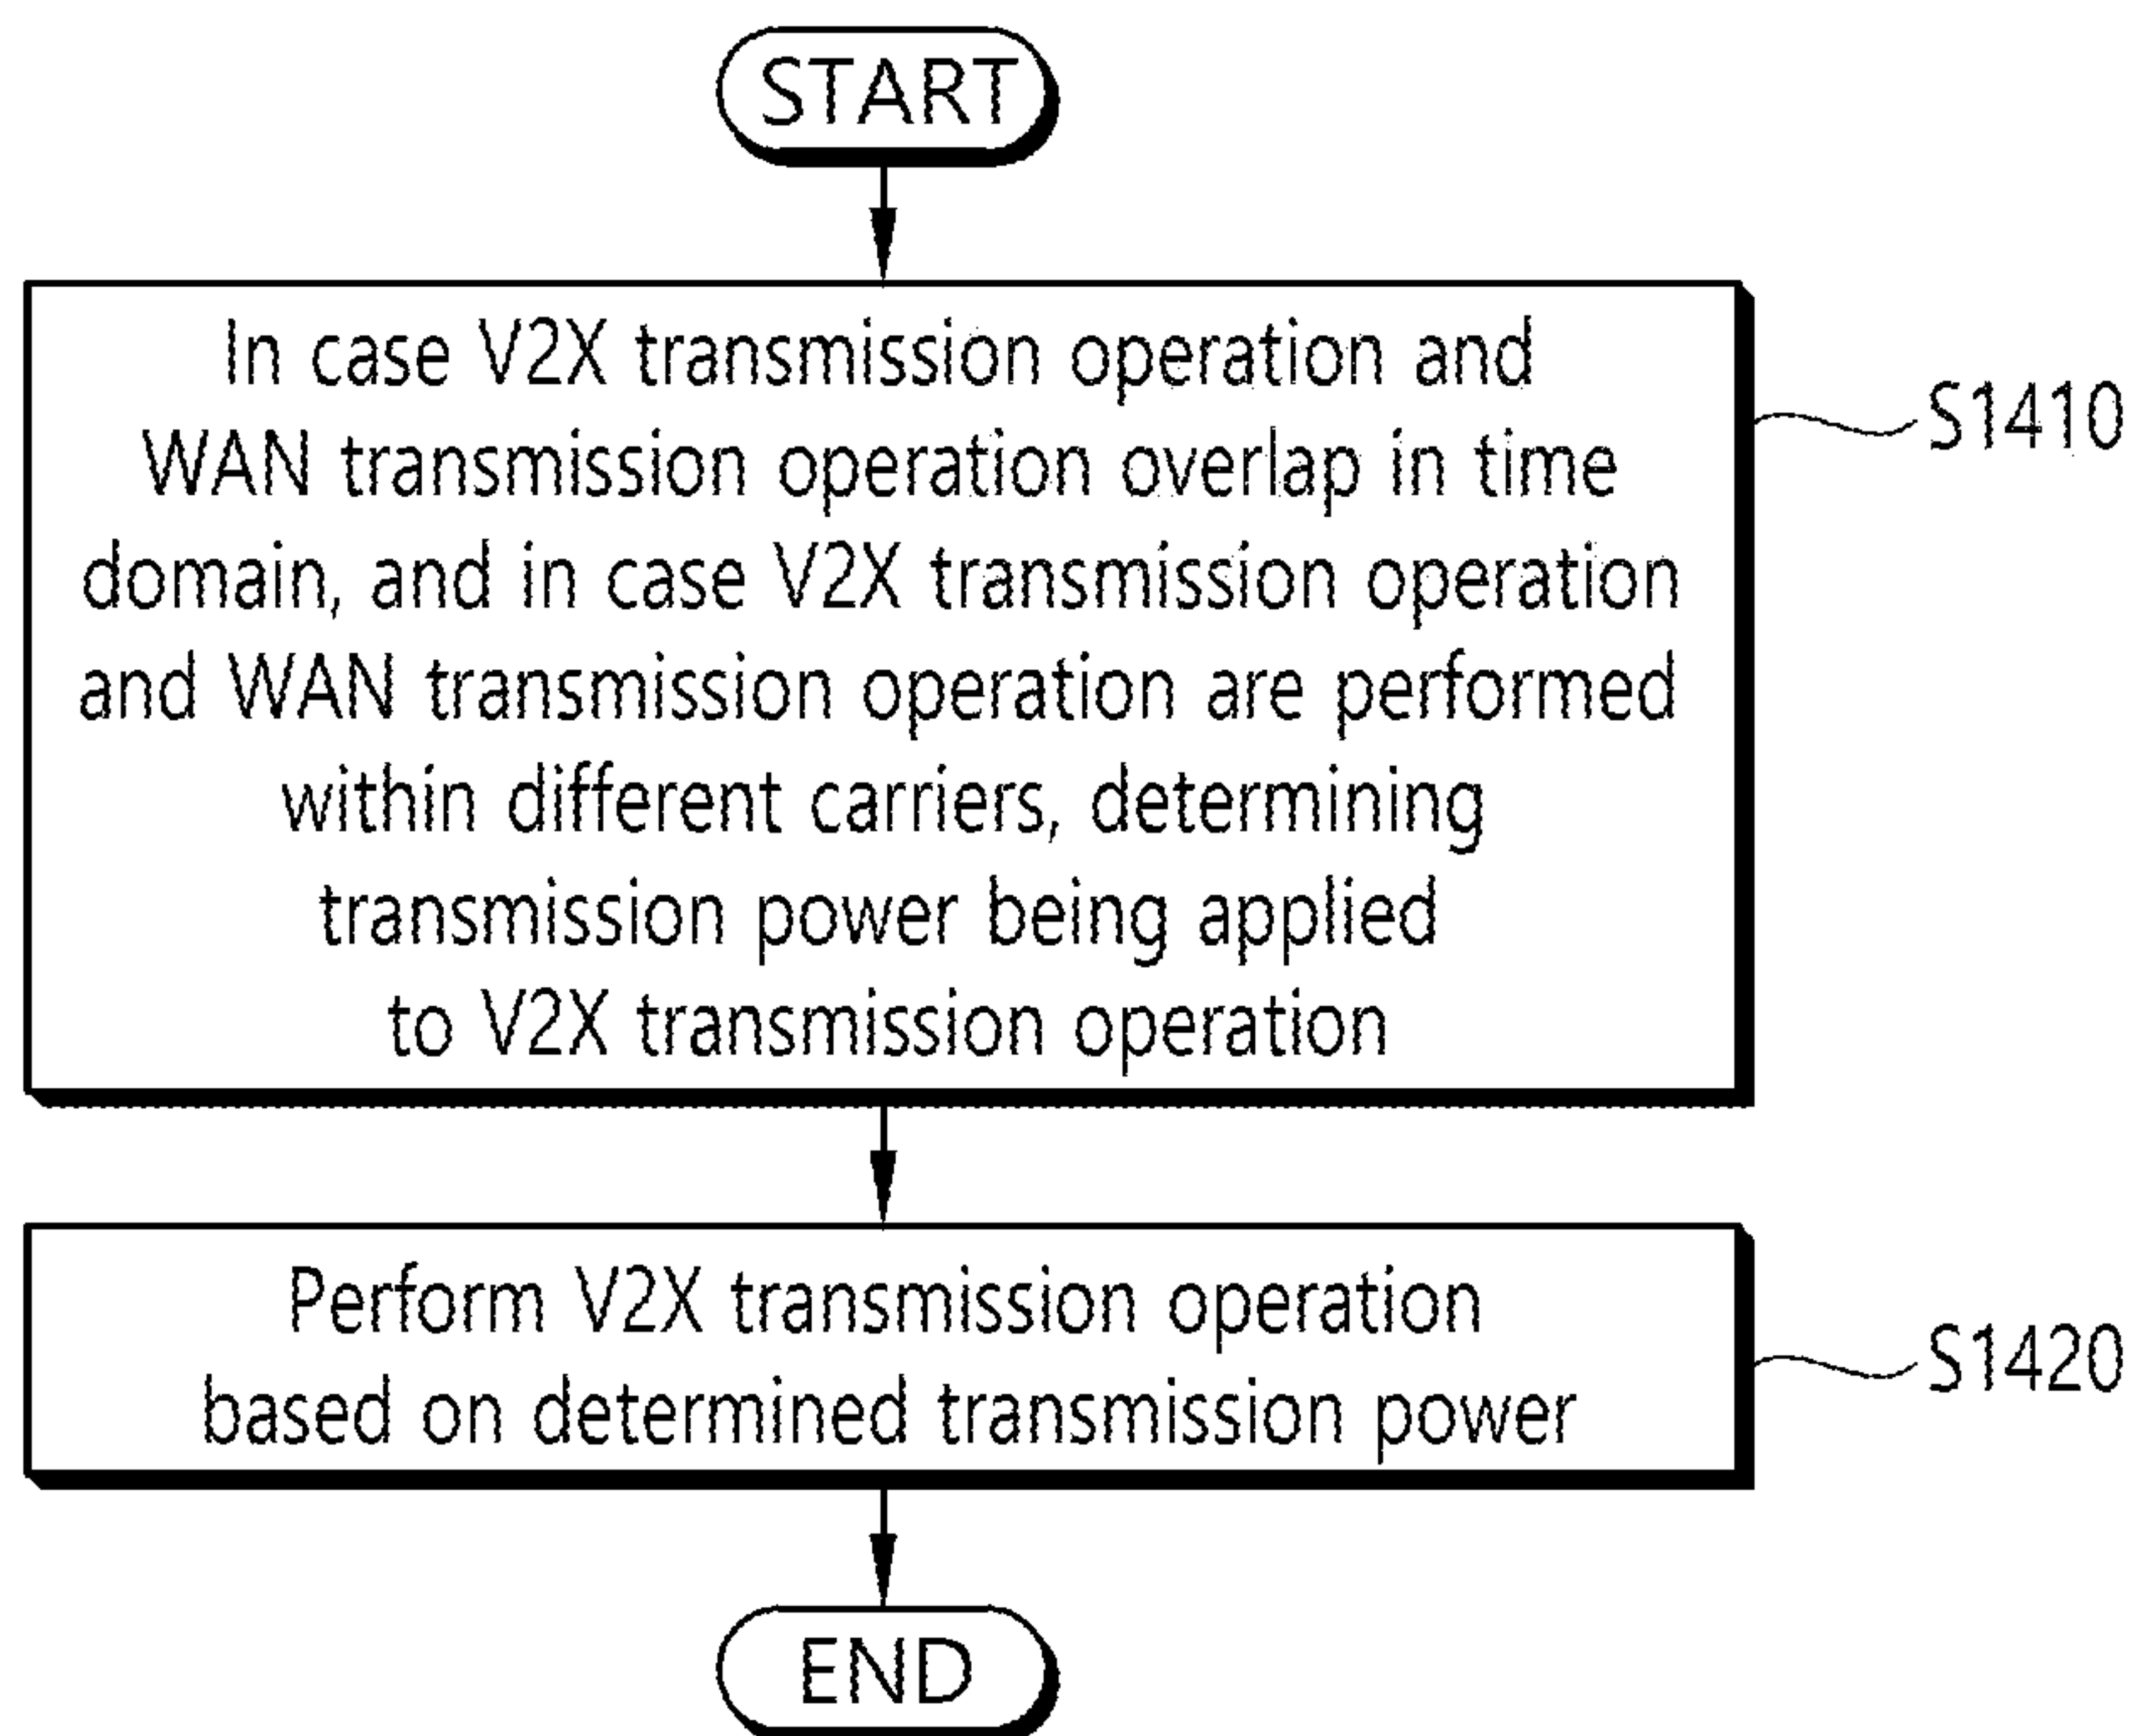 START
In case V2X transmission operation and
WAN transmission operation overlap in time
domain, and in case V2X transmission operation
and WAN transmission operation are performed
within different carriers, determining
transmission power being applied
to V2X transmission operation
S1410
Perform V2X transmission operation
based on determined transmission power
S1420
END